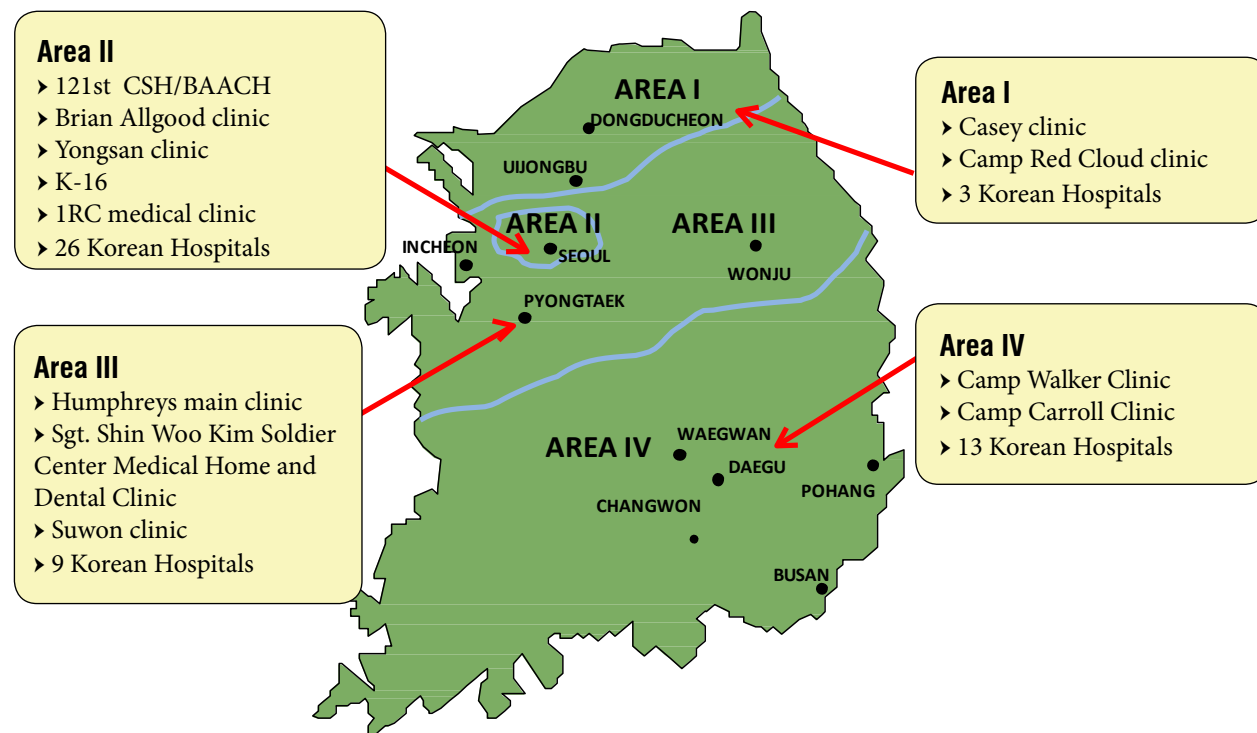 Area II
➤ 121st CSH/BAACH
➤ Brian Allgood clinic
➤ Yongsan clinic
➤ K-16
➤ 1RC medical clinic
➤ 26 Korean Hospitals
Area III
➤ Humphreys main clinic
➤ Sgt. Shin Woo Kim Soldier
Center Medical Home and
Dental Clinic
➤ Suwon clinic
➤ 9 Korean Hospitals
AREA I
DONGDUCHEON
UIJONGBU
AREA II
SEOUL
INCHEON
AREA III
WONJU
PYONGTAEK
AREA IV
WAEGWAN
DAEGU
CHANGWON
POHANG
BUSAN
Area I
➤ Casey clinic
➤ Camp Red Cloud clinic
➤ 3 Korean Hospitals
Area IV
➤ Camp Walker Clinic
➤ Camp Carroll Clinic
➤ 13 Korean Hospitals